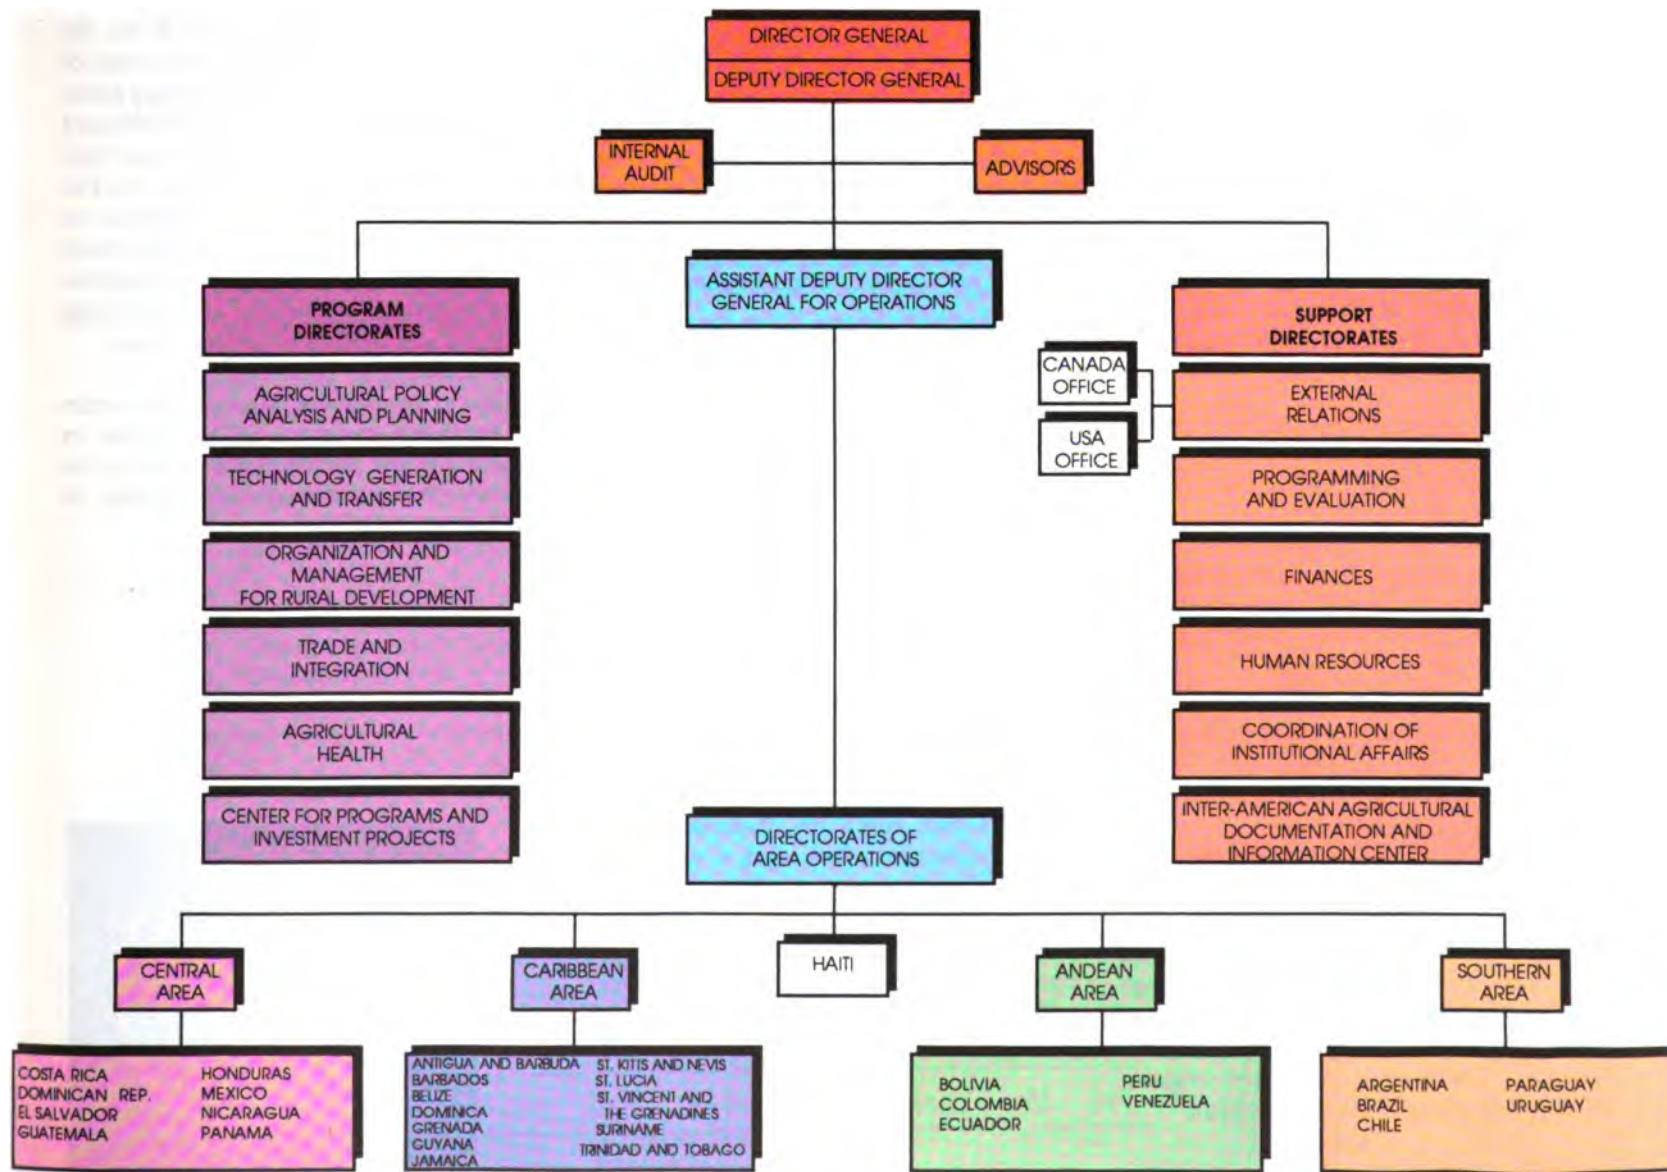 DIRECTOR GENERAL
DEPUTY DIRECTOR GENERAL
INTERNAL
AUDIT
ADVISORS
ASSISTANT DEPUTY DIRECTOR
GENERAL FOR OPERATIONS
PROGRAM
DIRECTORATES
AGRICULTURAL POLICY
ANALYSIS AND PLANNING
TECHNOLOGY GENERATION
AND TRANSFER
ORGANIZATION AND
MANAGEMENT
FOR RURAL DEVELOPMENT
TRADE AND
INTEGRATION
AGRICULTURAL
HEALTH
CENTER FOR PROGRAMS AND
INVESTMENT PROJECTS
SUPPORT
DIRECTORATES
CANADA
OFFICE
USA
OFFICE
EXTERNAL
RELATIONS
PROGRAMMING
AND EVALUATION
FINANCES
HUMAN RESOURCES
COORDINATION OF
INSTITUTIONAL AFFAIRS
INTER-AMERICAN AGRICULTURAL
DOCUMENTATION AND
INFORMATION CENTER
DIRECTORATES OF
AREA OPERATIONS
CENTRAL
AREA
COSTA RICA
DOMINICAN REP.
EL SALVADOR
GUATEMALA
HONDURAS
MEXICO
NICARAGUA
PANAMA
CARIBBEAN
AREA
ANTIGUA AND BARBUDA
BARBADOS
BELIZE
DOMINICA
GRENADA
GUYANA
JAMAICA
ST. KITTS AND NEVIS
ST. LUCIA
ST. VINCENT AND
THE GRENADINES
SURINAME
TRINIDAD AND TOBAGO
HAITI
ANDEAN
AREA
BOLIVIA
COLOMBIA
ECUADOR
PERU
VENEZUELA
SOUTHERN
AREA
ARGENTINA
BRAZIL
CHILE
PARAGUAY
URUGUAY